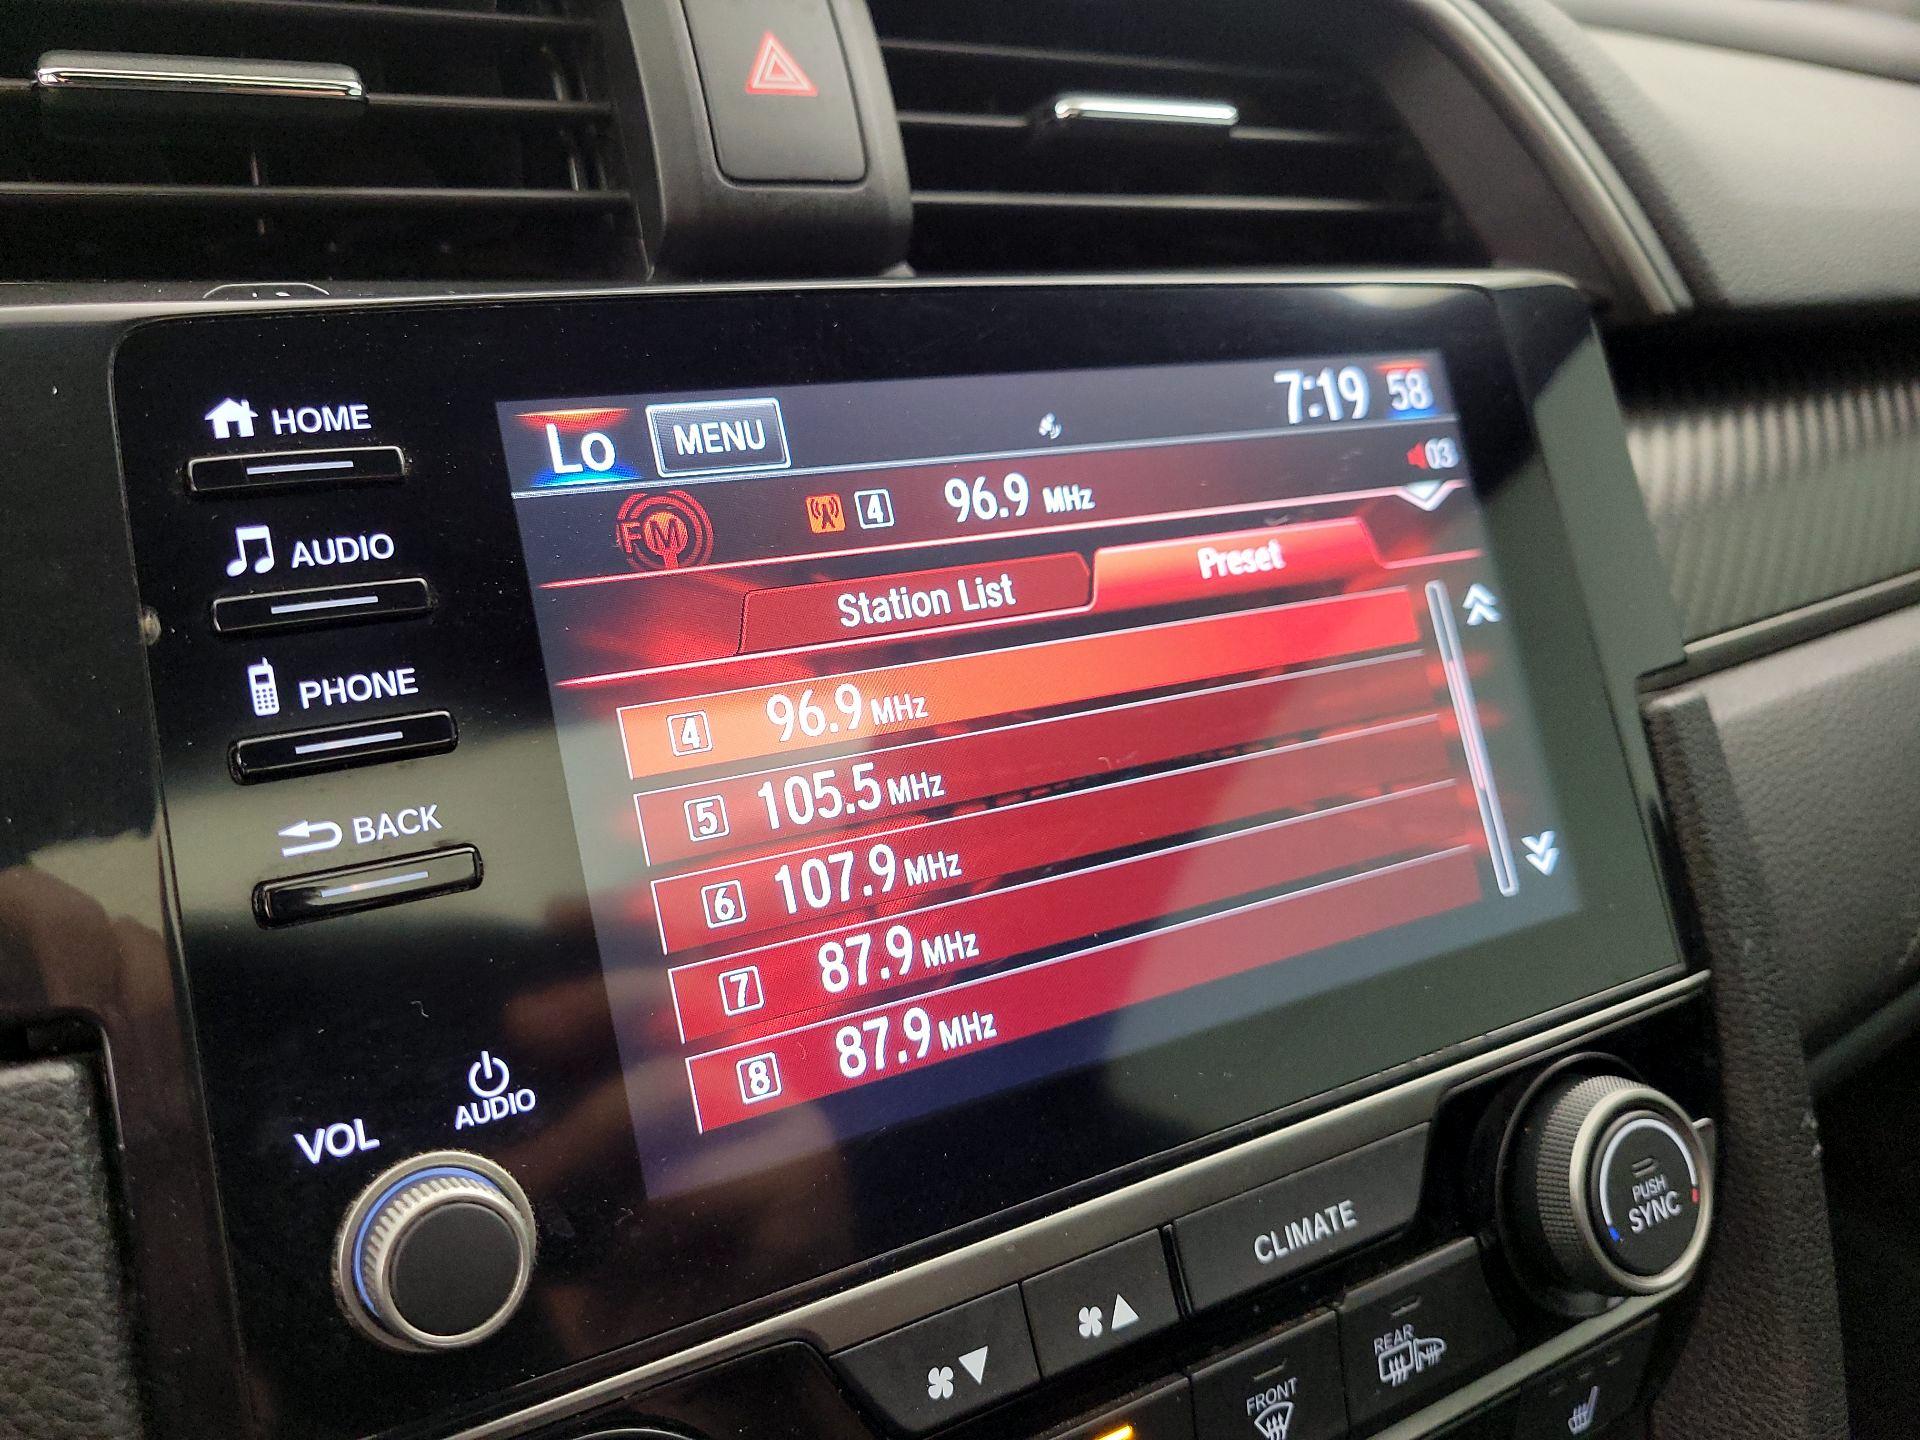 HOME
AUDIO
PHONE
BACK
VOL
AUDIO
Lo MENU 7:19 58
FM 4 96.9 MHz 03
Station List Preset
4 96.9 MHz
5 105.5 MHz
6 107.9 MHz
7 87.9 MHz
8 87.9 MHz
CLIMATE
PUSH
SYNC
REAR
FRONT